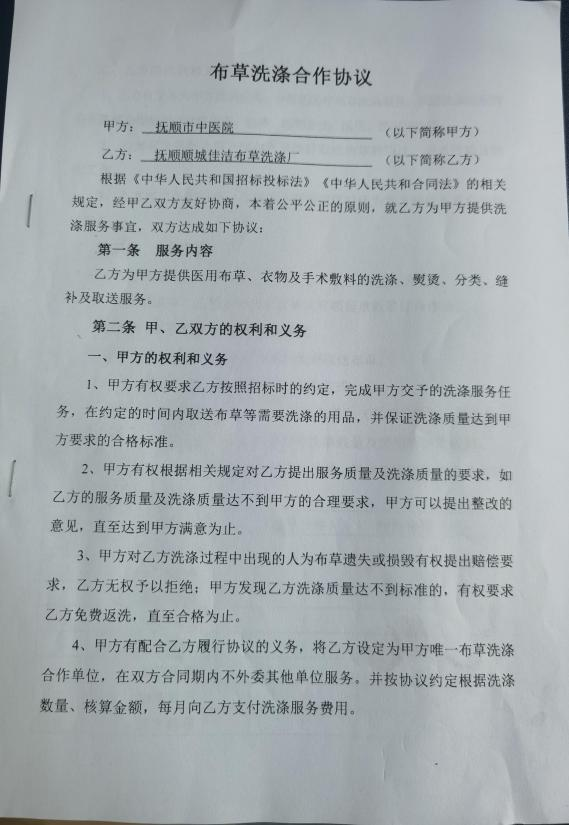 布草洗涤合作协议
甲方： 抚顺市中医院 （以下简称甲方）
乙方： 抚顺顺城佳洁布草洗涤厂 （以下简称乙方）
根据《中华人民共和国招标投标法》《中华人民共和合同法》的相关
规定，经甲乙双方友好协商，本着公平公正的原则，就乙方为甲方提供洗
涤服务事宜，双方达成如下协议：
第一条 服务内容
乙方为甲方提供医用布草、衣物及手术敷料的洗涤、熨烫、分类、缝
补及取送服务。
第二条 甲、乙双方的权利和义务
一、甲方的权利和义务
1、甲方有权要求乙方按照招标时的约定，完成甲方交予的洗涤服务任
务，在约定的时间内取送布草等需要洗涤的用品，并保证洗涤质量达到甲
方要求的合格标准。
2、甲方有权根据相关规定对乙方提出服务质量及洗涤质量的要求，如
乙方的服务质量及洗涤质量达不到甲方的合理要求，甲方可以提出整改的
意见，直至达到甲方满意为止。
3、甲方对乙方洗涤过程中出现的人为布草遗失或损毁有权提出赔偿要
求，乙方无权予以拒绝；甲方发现乙方洗涤质量达不到标准的，有权要求
乙方免费返洗，直至合格为止。
4、甲方有配合乙方履行协议的义务，将乙方设定为甲方唯一布草洗涤
合作单位，在双方合同期内不外委其他单位服务。并按协议约定根据洗涤
数量、核算金额，每月向乙方支付洗涤服务费用。